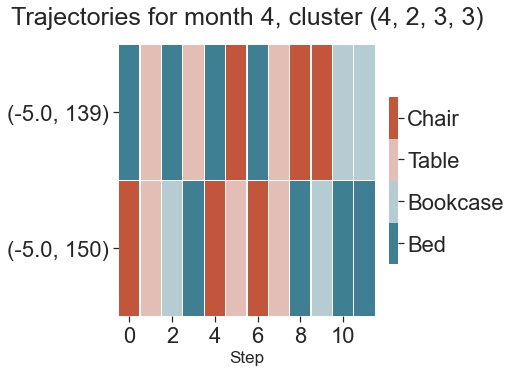 Trajectories for month 4, cluster (4, 2, 3, 3)
(-5.0, 139)
(-5.0, 150)
Chair
Table
Bookcase
Bed
0 2 4 6 8 10
Step